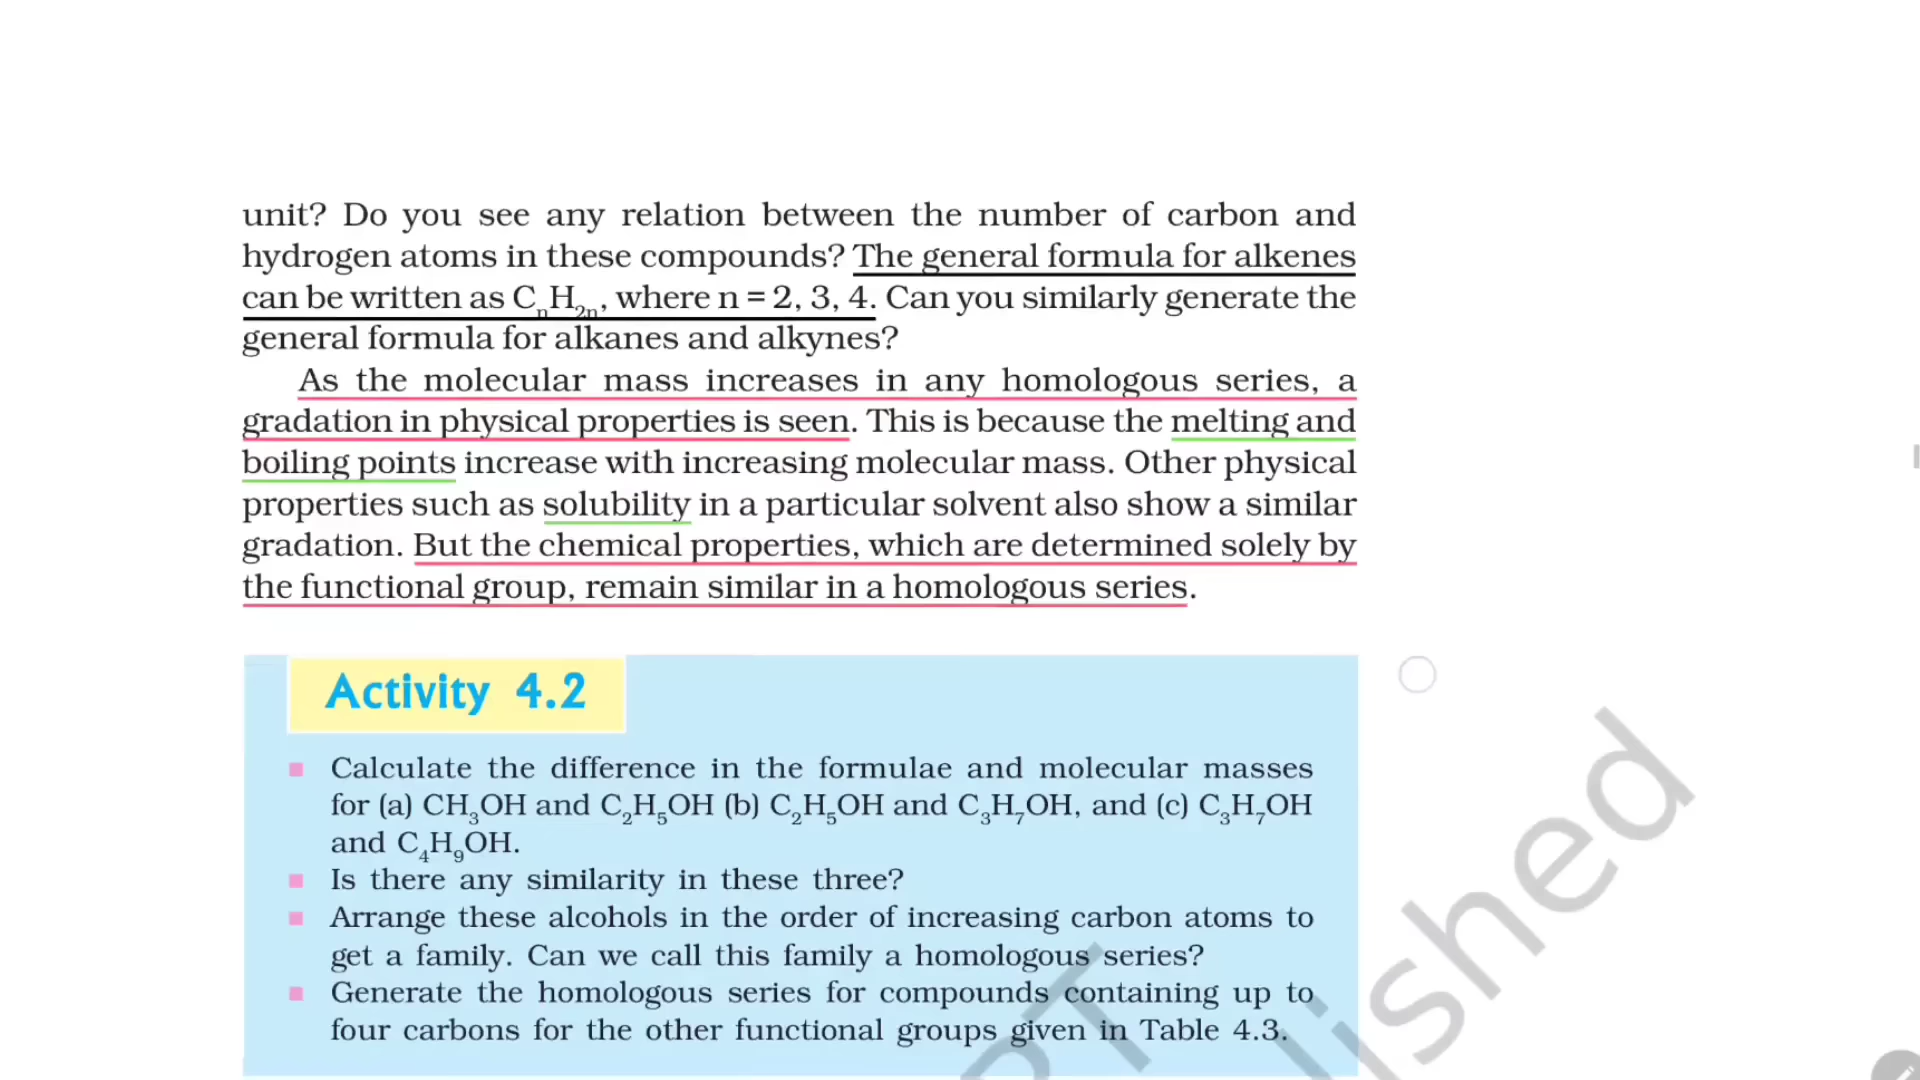 unit? Do you see any relation between the number of carbon and
hydrogen atoms in these compounds? The general formula for alkenes
can be written as CₙH₂ₙ, where n = 2, 3, 4. Can you similarly generate the
general formula for alkanes and alkynes?
As the molecular mass increases in any homologous series, a
gradation in physical properties is seen. This is because the melting and
boiling points increase with increasing molecular mass. Other physical
properties such as solubility in a particular solvent also show a similar
gradation. But the chemical properties, which are determined solely by
the functional group, remain similar in a homologous series.
Activity 4.2
Calculate the difference in the formulae and molecular masses
for (a) CH₃OH and C₂H₅OH (b) C₂H₅OH and C₃H₇OH, and (c) C₃H₇OH
and C₄H₉OH.
Is there any similarity in these three?
Arrange these alcohols in the order of increasing carbon atoms to
get a family. Can we call this family a homologous series?
Generate the homologous series for compounds containing up to
four carbons for the other functional groups given in Table 4.3.